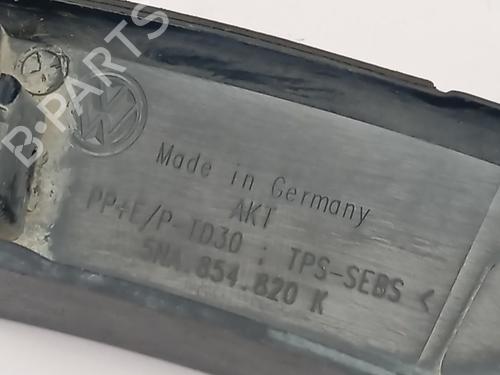 B-PARTS
Made in Germany
AKT
PP+E/P-TD30 : TPS-SEBS <
5NA.854.820 K